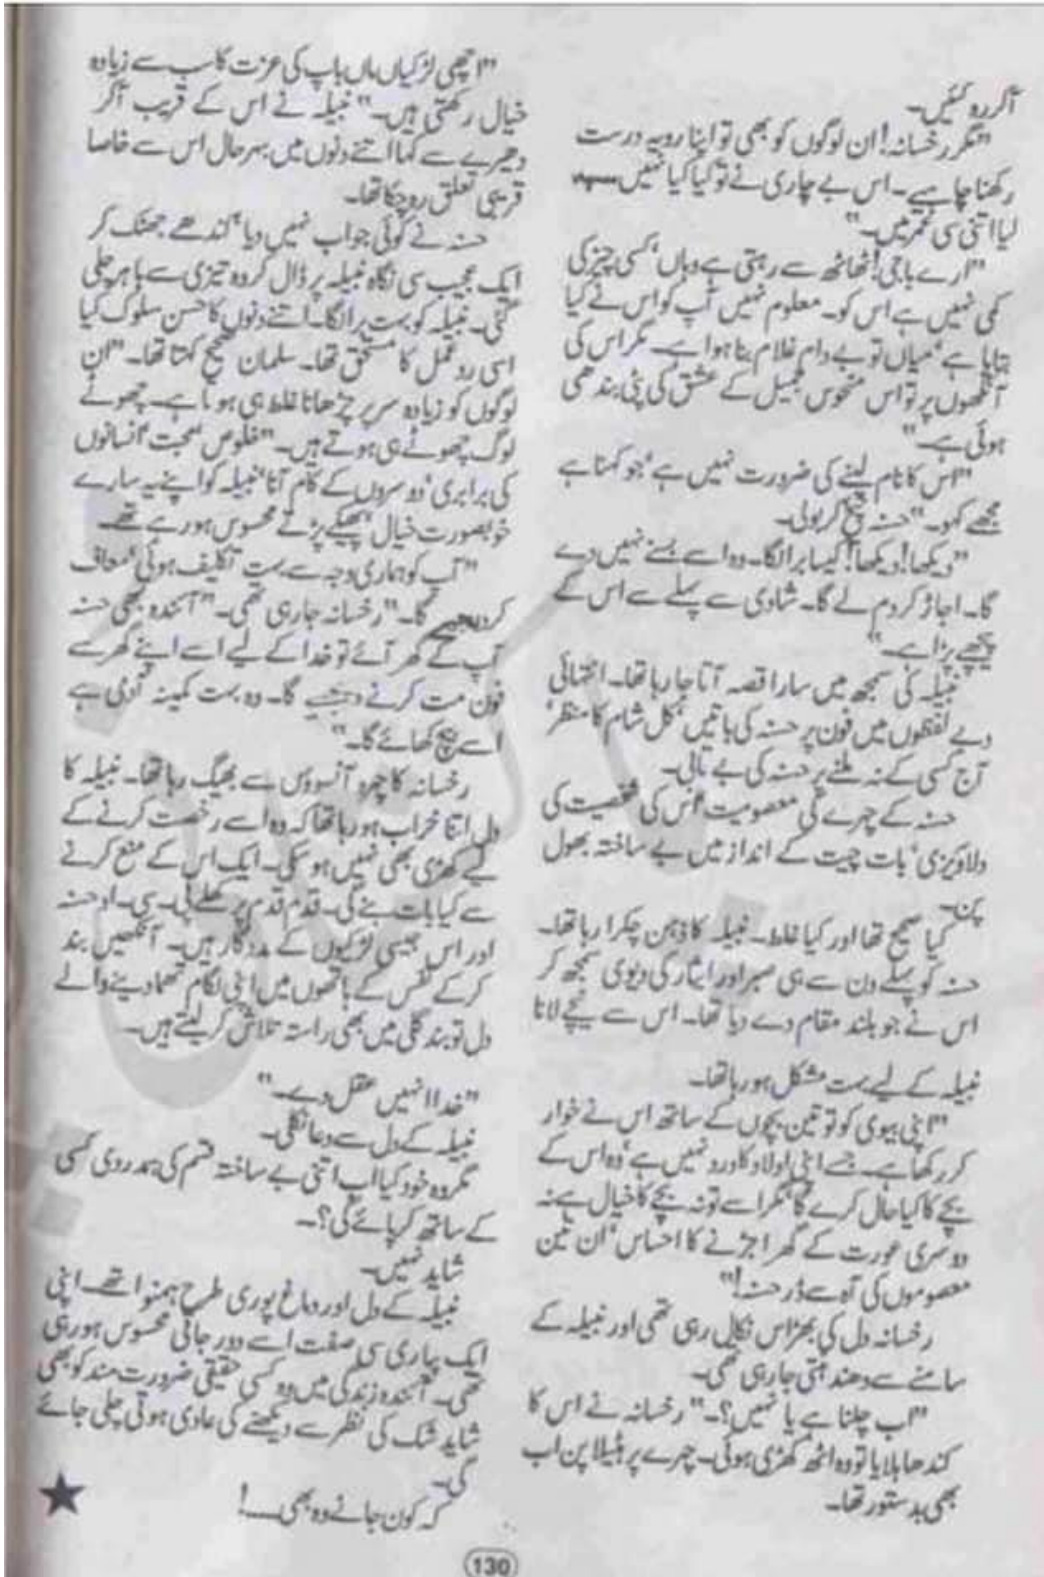 آکر رہ گئیں۔
"مگر رخسانہ! ان لوگوں کو بھی تو اپنا رویہ درست
رکھنا چاہیے۔ اس بے چاری نے تو کیا کیا نہیں
لیا اتنی سی عمر میں۔"
"ارے باجی! ٹھاٹھ سے رہتی ہے وہاں' کسی چیز کی
کمی نہیں ہے اس کو۔ معلوم نہیں آپ کو اس نے کیا
بتایا ہے' میاں تو بے دام غلام بنا ہوا ہے۔ مگر اس کی
آنکھوں پر تو اس منحوس جمیل کے عشق کی پٹی بندھی
ہوئی ہے۔"
"اس کا نام لینے کی ضرورت نہیں ہے' جو کہنا ہے
مجھے کہو۔" حسنہ چیخ کر بولی۔
"دیکھا! دیکھا! کیسا برا لگا۔ وہ اسے بسنے نہیں دے
گا۔ اجاڑ کر دم لے گا۔ شادی سے پہلے سے اس کے
پیچھے پڑا ہے۔"
نبیلہ کی سمجھ میں سارا قصہ آتا جا رہا تھا۔ انتہائی
دبے لفظوں میں فون پر حسنہ کی باتیں' کل شام کا منظر'
آج کسی کے نہ ملنے پر حسنہ کی بے تابی۔
حسنہ کے چہرے کی معصومیت' اس کی شخصیت کی
دلاویزی' بات چیت کے انداز میں بے ساختہ بھول
پن۔
کیا صحیح تھا اور کیا غلط۔ نبیلہ کا ذہن چکرا رہا تھا۔
حسنہ کو پہلے دن سے ہی صبر اور ایثار کی دیوی سمجھ کر
اس نے جو بلند مقام دے دیا تھا۔ اس سے نیچے لانا
نبیلہ کے لیے بہت مشکل ہو رہا تھا۔
"اپنی بیوی کو تو تین بچوں کے ساتھ اس نے خوار
کر رکھا ہے۔ جسے اپنی اولاد کا درد نہیں ہے' وہ اس کے
بچے کا کیا حال کرے گا' مگر اسے تو نہ بچے کا خیال ہے نہ
دوسری عورت کے گھر اجڑنے کا احساس' ان تین
معصوموں کی آہ سے ڈر حسنہ!"
رخسانہ دل کی بھڑاس نکال رہی تھی اور نبیلہ کے
سامنے سے دھند ہٹتی جا رہی تھی۔
"اب چلنا ہے یا نہیں؟۔" رخسانہ نے اس کا
کندھا ہلایا تو وہ اٹھ کھڑی ہوئی۔ چہرے پر ہٹیلا پن اب
بھی بدستور تھا۔
"اچھی لڑکیاں ماں باپ کی عزت کا سب سے زیادہ
خیال رکھتی ہیں۔" نبیلہ نے اس کے قریب آکر
دھیرے سے کہا اتنے دنوں میں بہرحال اس سے خاصا
قریبی تعلق رہ چکا تھا۔
حسنہ نے کوئی جواب نہیں دیا' کندھے جھٹک کر
ایک عجیب سی نگاہ نبیلہ پر ڈال کر وہ تیزی سے باہر چلی
گئی۔ نبیلہ کو بہت برا لگا۔ اتنے دنوں کا حسن سلوک کیا
اسی رد عمل کا مستحق تھا۔ سلمان صحیح کہتا تھا۔ "ان
لوگوں کو زیادہ سر پر چڑھانا غلط ہی ہوتا ہے۔ چھوٹے
لوگ چھوٹے ہی ہوتے ہیں۔" خلوص' محبت' انسانوں
کی برابری' دوسروں کے کام آنا' نبیلہ کو اپنے یہ سارے
خوبصورت خیال' پھیکے پڑتے محسوس ہو رہے تھے۔
"آپ کو ہماری وجہ سے بہت تکلیف ہوئی' معاف
گا۔" رخسانہ جا رہی تھی۔ "آئندہ بھی حسنہ
آپ کے گھر آئے تو خدا کے لیے اسے اپنے گھر سے
فون مت کرنے دیجیے گا۔ وہ بہت کمینہ آدمی ہے
اسے بیچ کھائے گا۔"
رخسانہ کا چہرہ آنسوؤں سے بھیگ رہا تھا۔ نبیلہ کا
دل اتنا خراب ہو رہا تھا کہ وہ اسے رخصت کرنے کے
لیے کھڑی بھی نہیں ہو سکی۔ ایک اس کے منع کرنے
سے کیا بات بنے گی۔ قدم قدم پر کھلے پی۔ سی۔ او حسنہ
اور اس جیسی لڑکیوں کے مددگار ہیں۔ آنکھیں بند
کرکے نفس کے ہاتھوں میں اپنی لگام تھما دینے والے
دل تو بند گلی میں بھی راستہ تلاش کر لیتے ہیں۔
"خدا انہیں عقل دے۔"
نبیلہ کے دل سے دعا نکلی۔
مگر وہ خود کیا اب اتنی بے ساختہ قسم کی ہمدردی کسی
کے ساتھ کر پائے گی؟۔
شاید نہیں۔
نبیلہ کے دل اور دماغ پوری طرح ہمنوا تھے۔ اپنی
ایک پیاری سی صفت اسے دور جاتی محسوس ہو رہی
تھی۔ آئندہ زندگی میں وہ کسی حقیقی ضرورت مند کو بھی
شاید شک کی نظر سے دیکھنے کی عادی ہوتی چلی جائے
گی۔
کہ کون جانے وہ بھی.....!
130